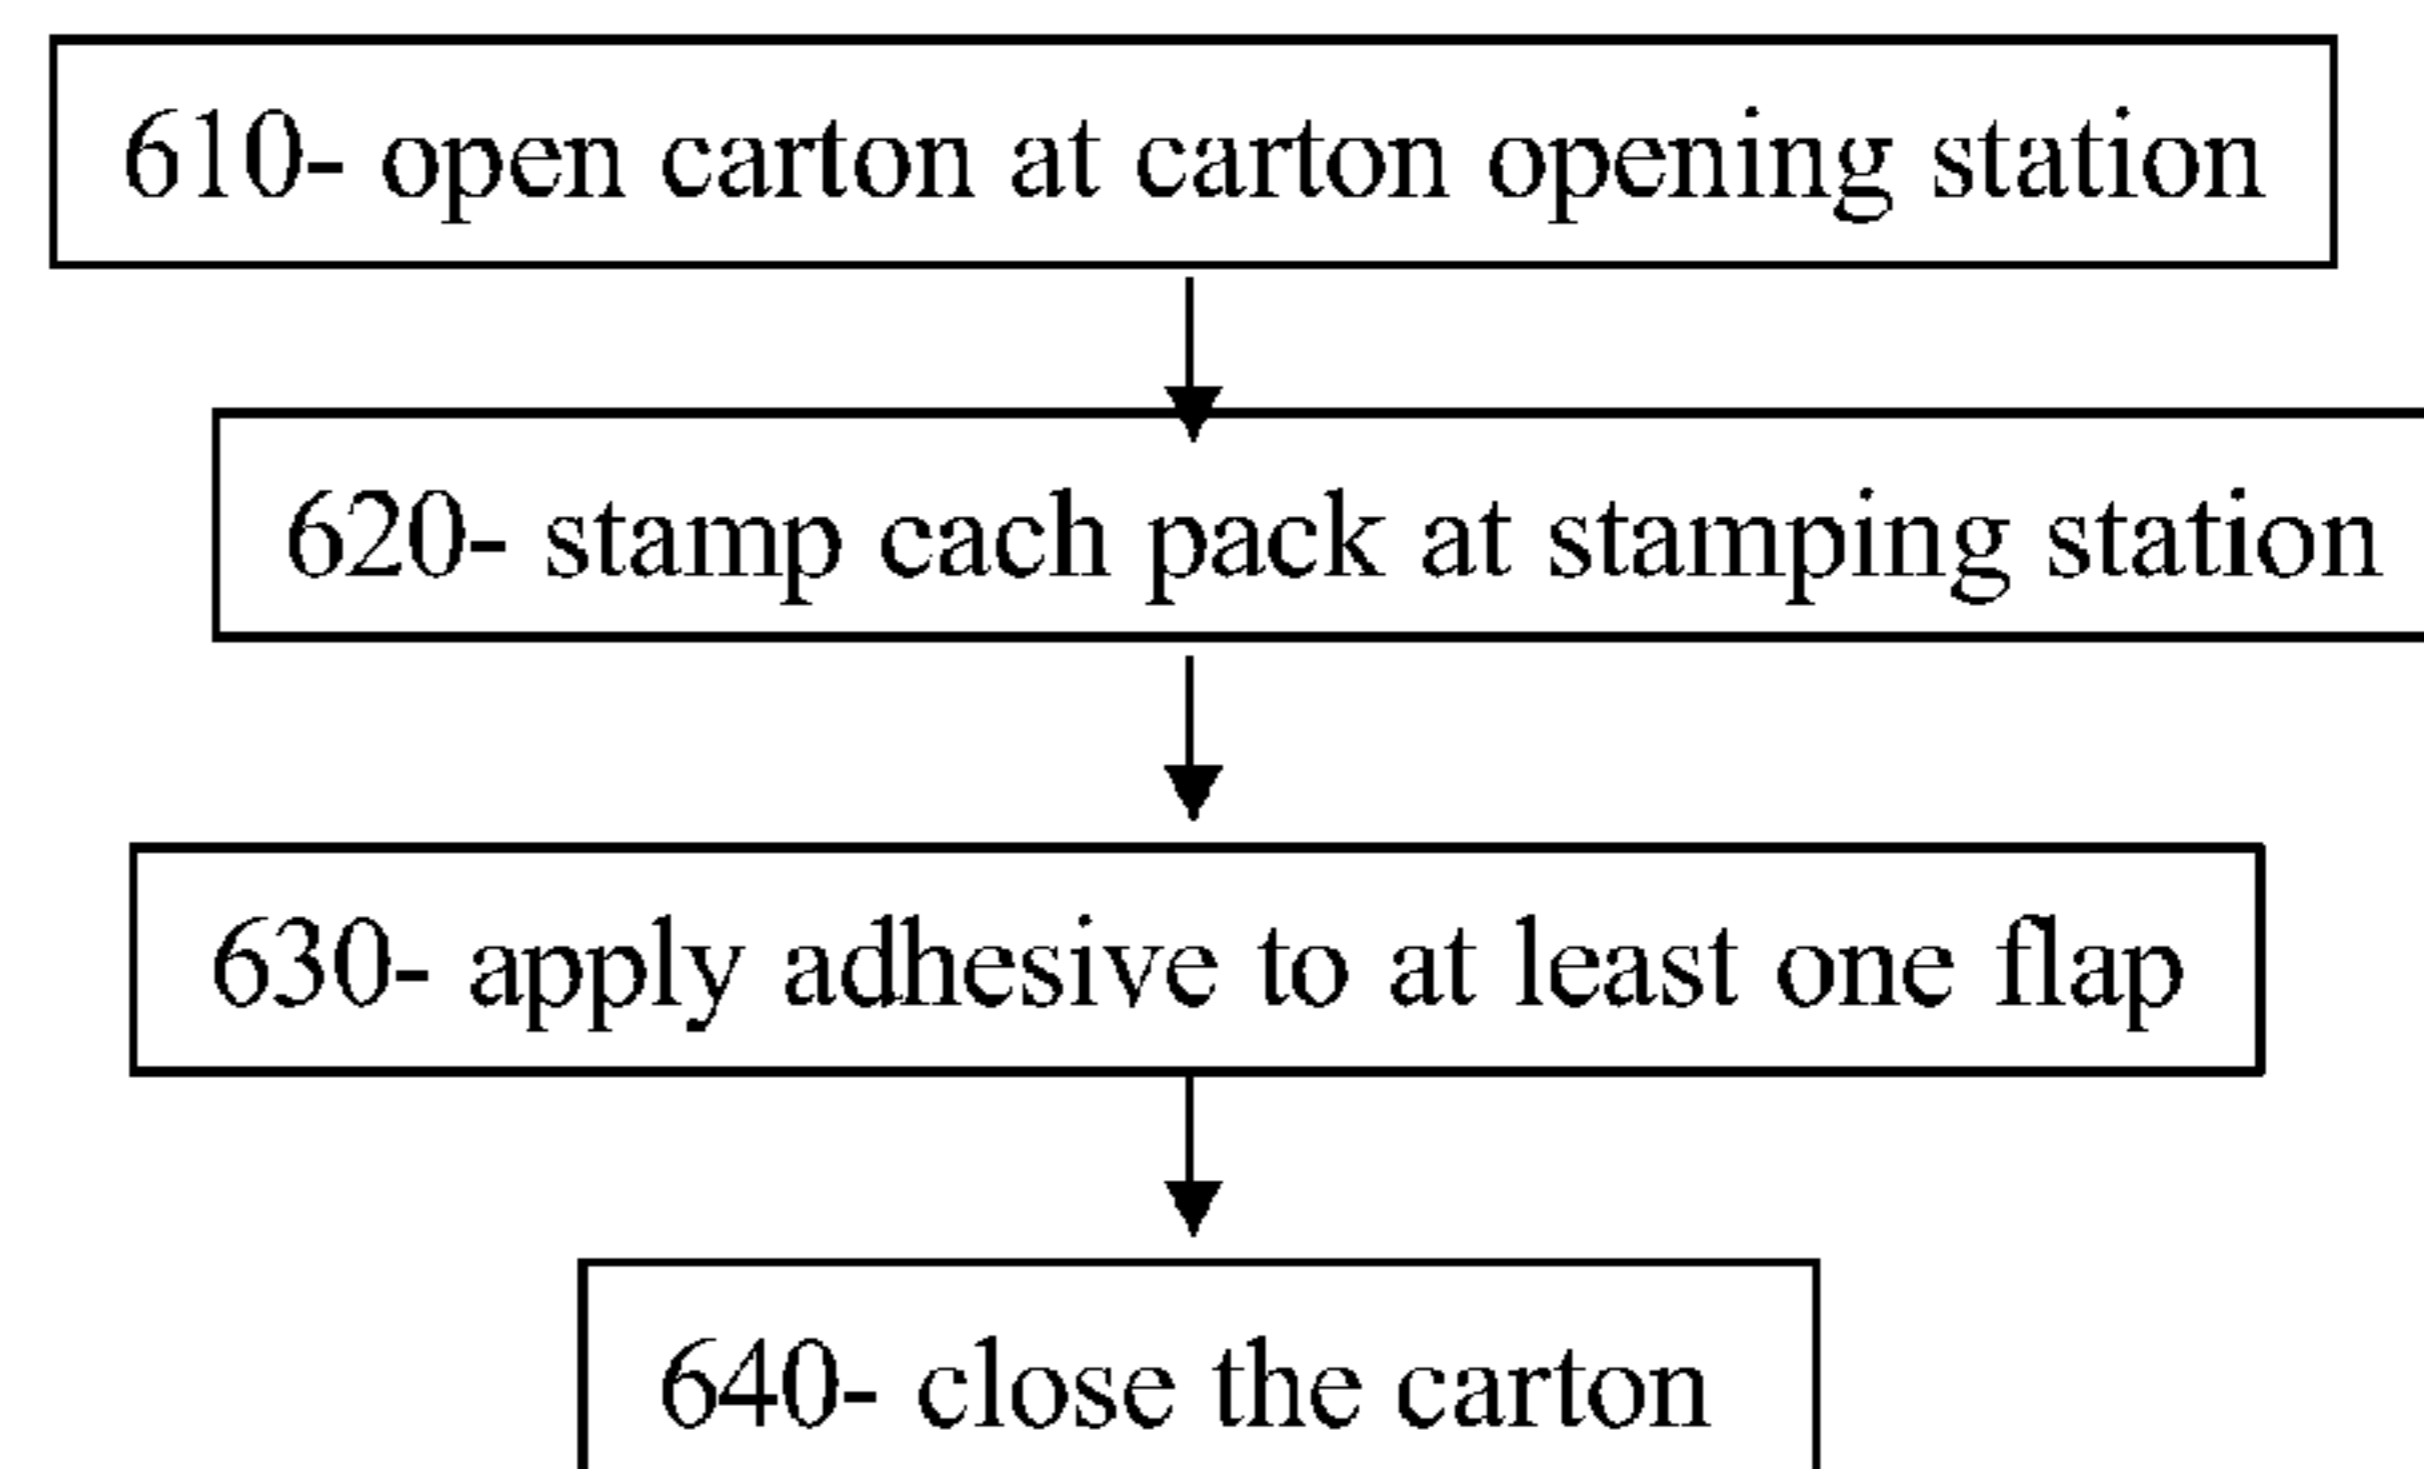 610- open carton at carton opening station
620- stamp cach pack at stamping station
630- apply adhesive to at least one flap
640- close the carton